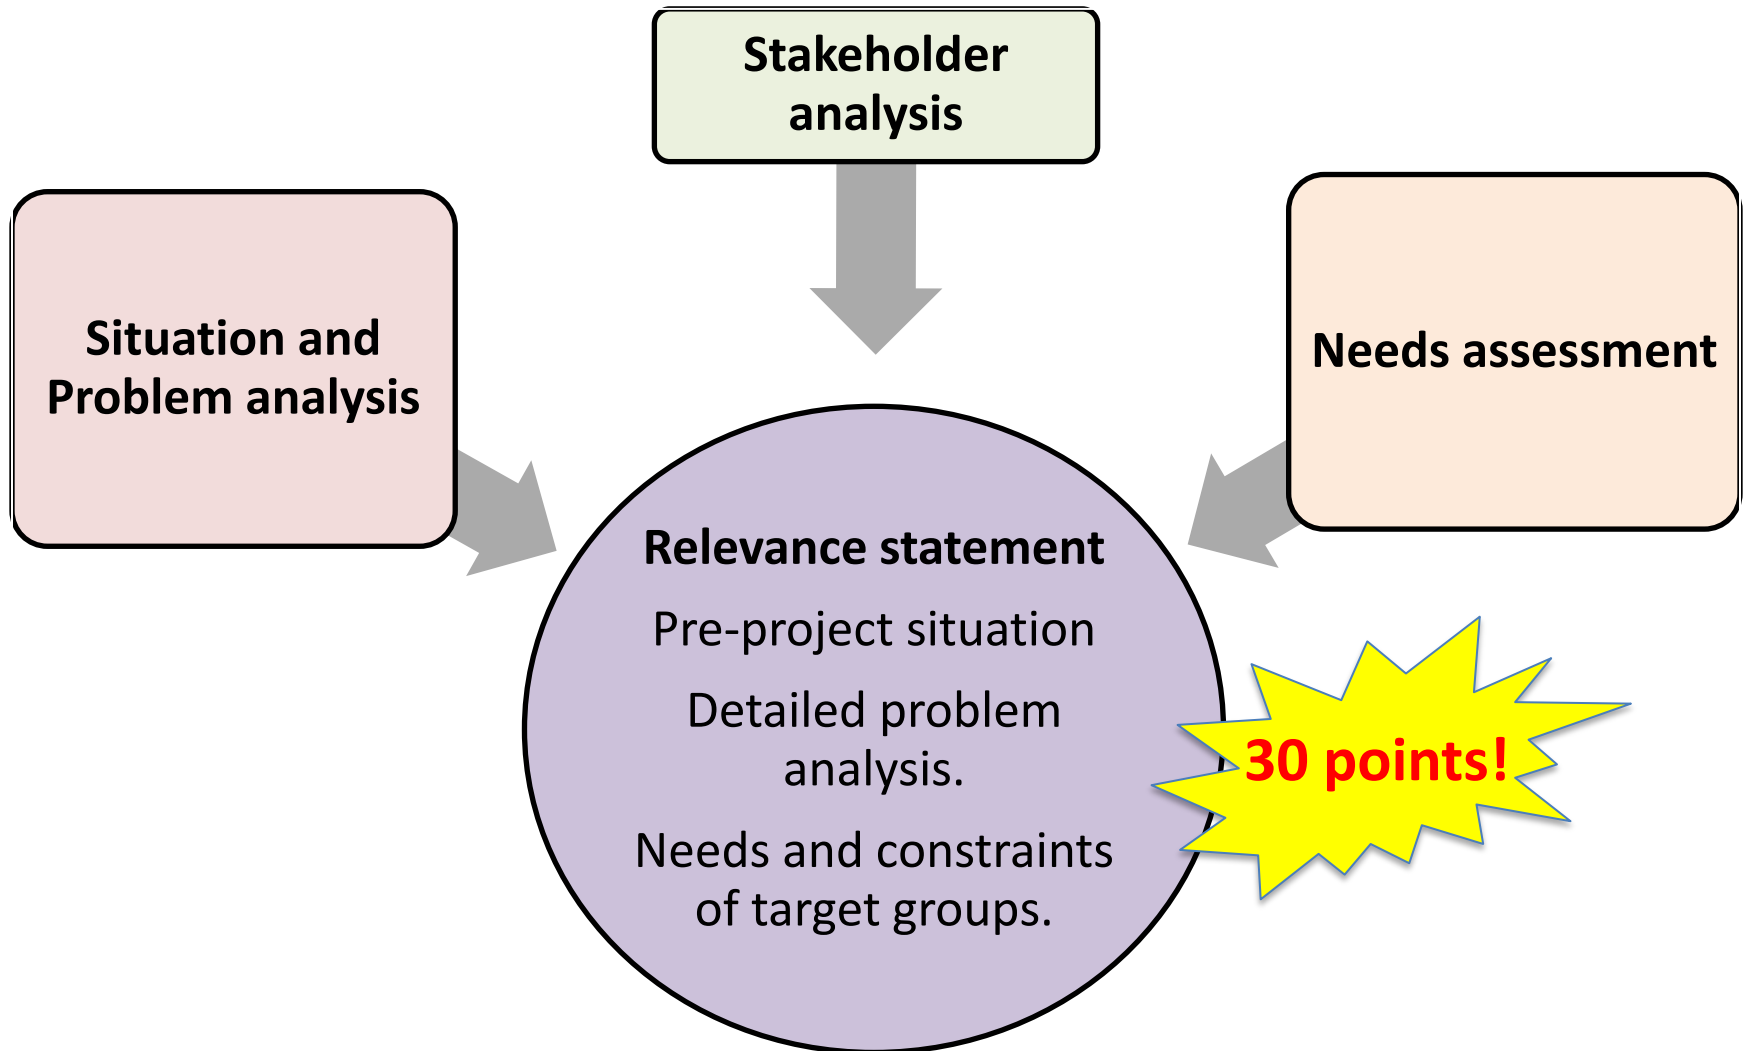 Stakeholder
analysis
Situation and
Problem analysis
Needs assessment
Relevance statement
Pre-project situation
Detailed problem
analysis.
Needs and constraints
of target groups.
30 points!